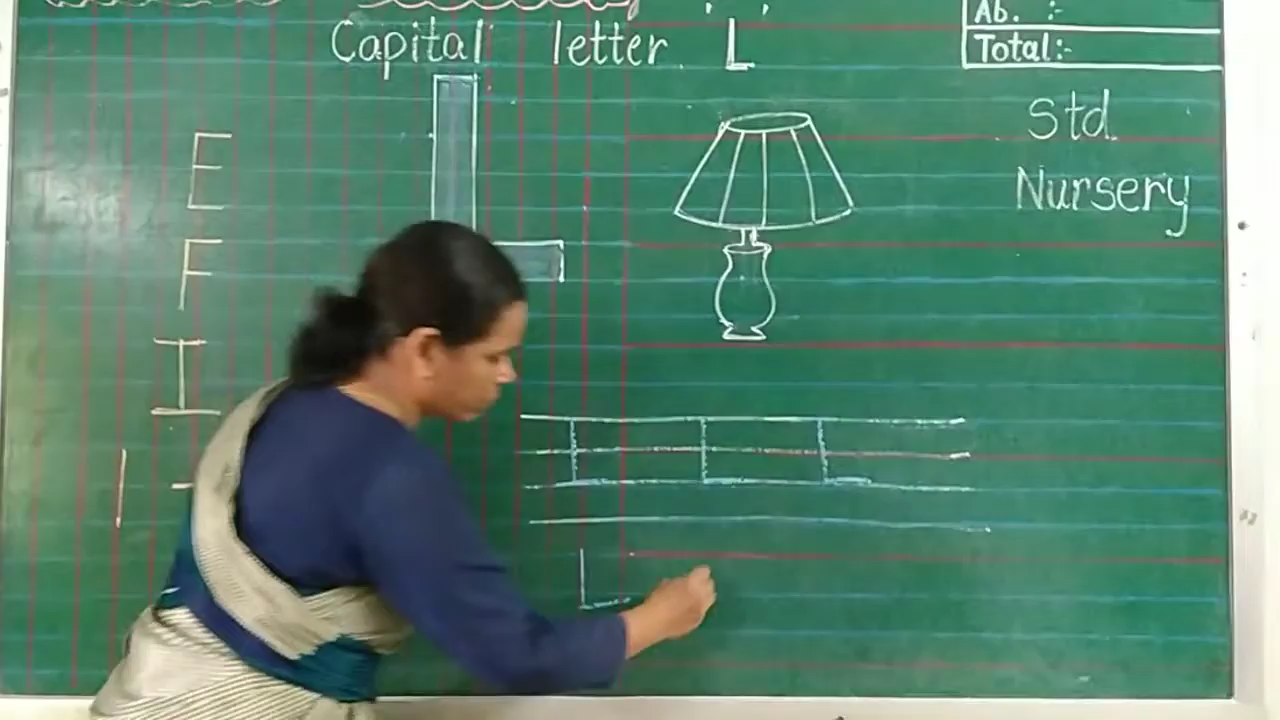 Capital letter L
Ab. :-
Total:-
Std.
Nursery
E
F
I
L L L
L